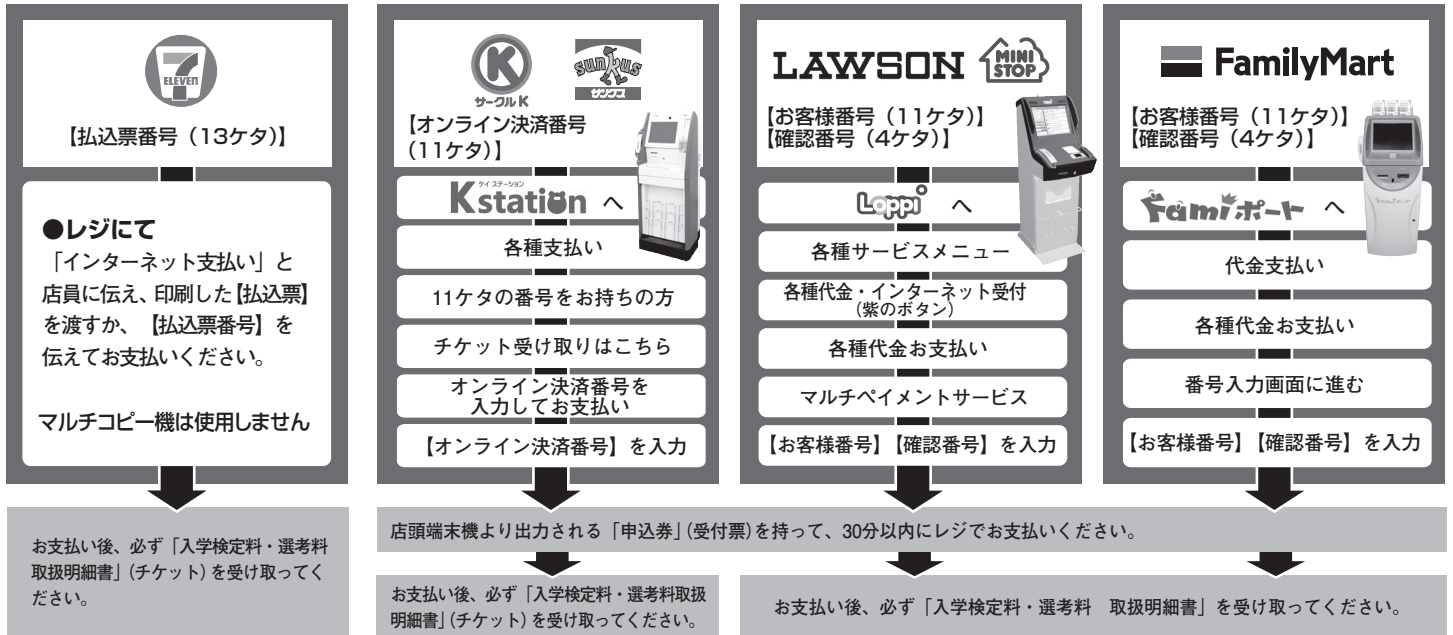 7
ELEVEN
【払込票番号（13ケタ）】
●レジにて
「インターネット支払い」と
店員に伝え、印刷した【払込票】
を渡すか、【払込票番号】を
伝えてお支払いください。
マルチコピー機は使用しません
お支払い後、必ず「入学検定料・選考料
取扱明細書」（チケット）を受け取ってく
ださい。
K
サークルK
sunkus
サンクス
【オンライン決済番号
（11ケタ）】
ケイ ステーション
Kstation へ
各種支払い
11ケタの番号をお持ちの方
チケット受け取りはこちら
オンライン決済番号を
入力してお支払い
【オンライン決済番号】を入力
LAWSON
MINI
STOP
【お客様番号（11ケタ）】
【確認番号（4ケタ）】
Loppi へ
各種サービスメニュー
各種代金・インターネット受付
（紫のボタン）
各種代金お支払い
マルチペイメントサービス
【お客様番号】【確認番号】を入力
FamilyMart
【お客様番号（11ケタ）】
【確認番号（4ケタ）】
Famiポート へ
Famiポート
代金支払い
各種代金お支払い
番号入力画面に進む
【お客様番号】【確認番号】を入力
店頭端末機より出力される「申込券」（受付票）を持って、30分以内にレジでお支払いください。
お支払い後、必ず「入学検定料・選考料取扱
明細書」（チケット）を受け取ってください。
お支払い後、必ず「入学検定料・選考料　取扱明細書」を受け取ってください。